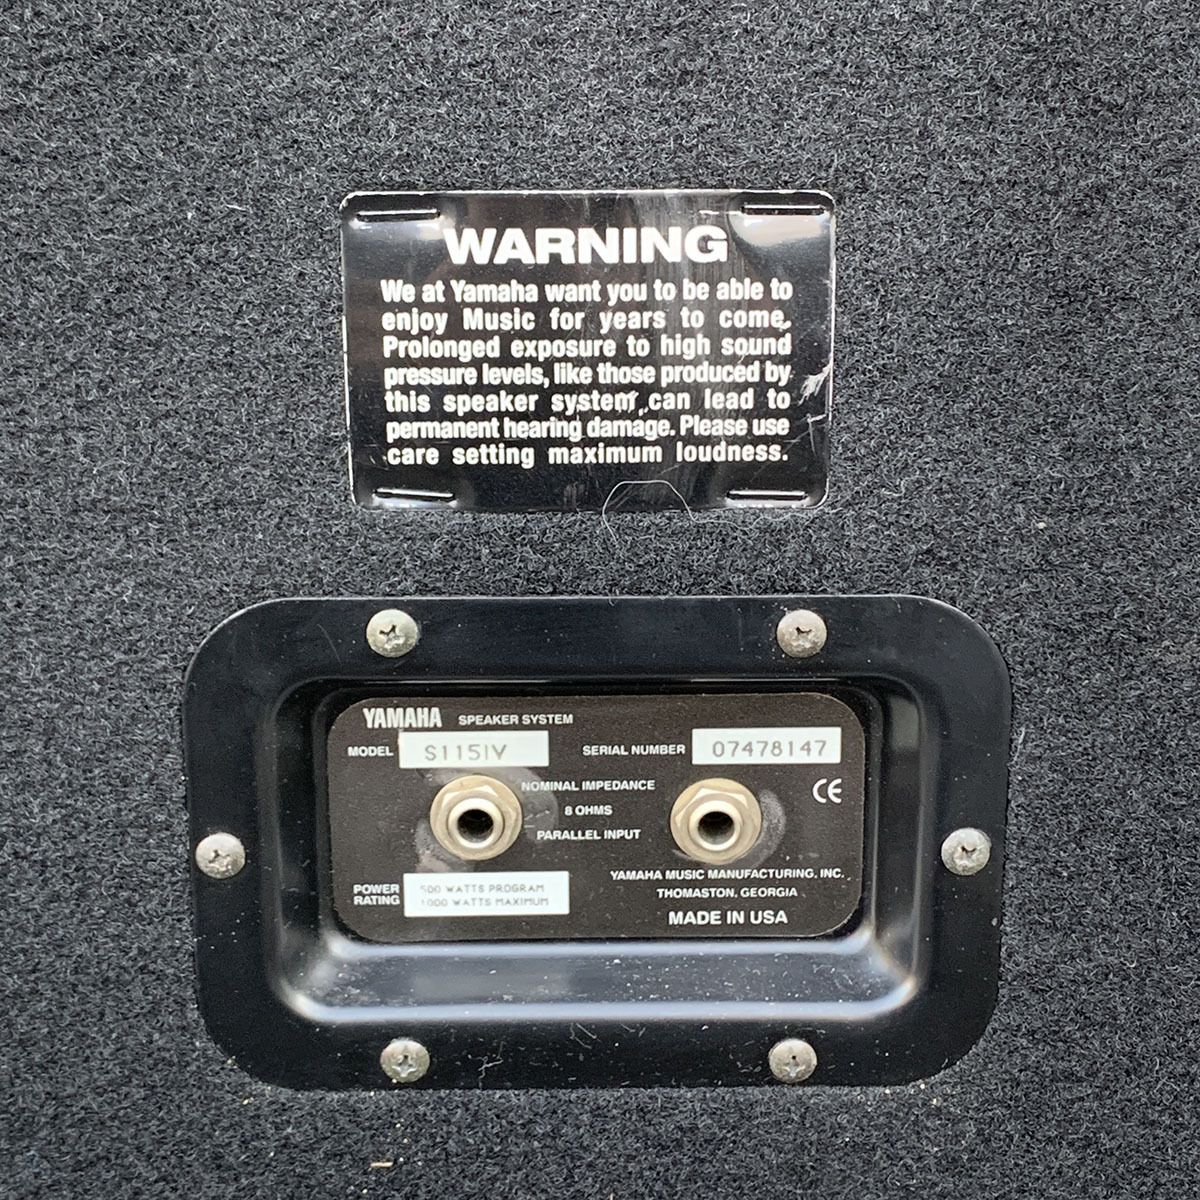 WARNING
We at Yamaha want you to be able to
enjoy Music for years to come.
Prolonged exposure to high sound
pressure levels, like those produced by
this speaker system, can lead to
permanent hearing damage. Please use
care setting maximum loudness.
YAMAHA SPEAKER SYSTEM
MODEL S115IV SERIAL NUMBER 07478147
NOMINAL IMPEDANCE
8 OHMS
PARALLEL INPUT
CE
YAMAHA MUSIC MANUFACTURING, INC.
THOMASTON, GEORGIA
MADE IN USA
POWER RATING
500 WATTS PROGRAM
1000 WATTS MAXIMUM